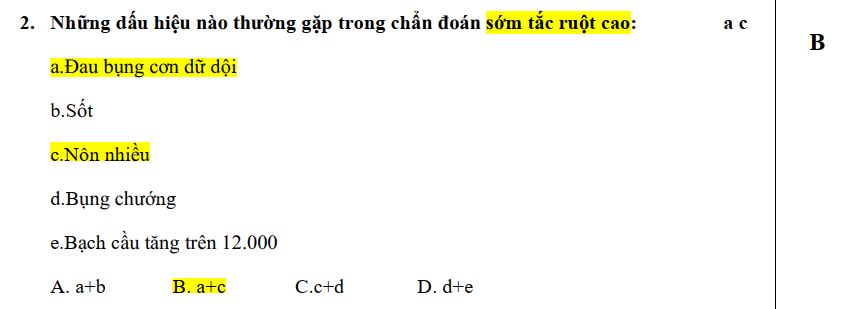 2. Những dấu hiệu nào thường gặp trong chẩn đoán sớm tắc ruột cao: a c
B
a.Đau bụng cơn dữ dội
b.Sốt
c.Nôn nhiều
d.Bụng chướng
e.Bạch cầu tăng trên 12.000
A. a+b B. a+c C.c+d D. d+e